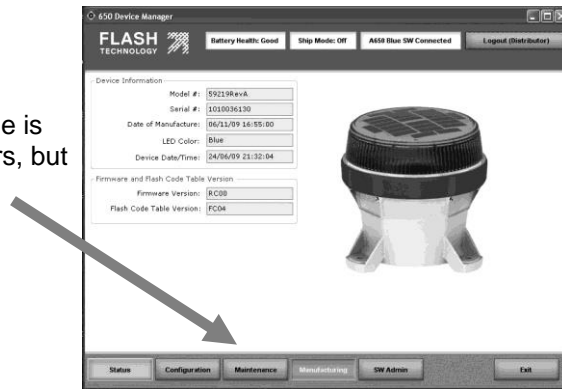 650 Device Manager
FLASH
TECHNOLOGY
Battery Health: Good
Ship Mode: Off
A650 Blue SW Connected
Logout (Distributor)
Device Information
Model #: 59219RevA
Serial #: 1010036130
Date of Manufacture: 06/11/09 16:55:00
LED Color: Blue
Device Date/Time: 24/06/09 21:32:04
e is
rs, but
Firmware and Flash Code Table Version
Firmware Version: RC08
Flash Code Table Version: FC04
Status
Configuration
Maintenance
Manufacturing
SW Admin
Exit